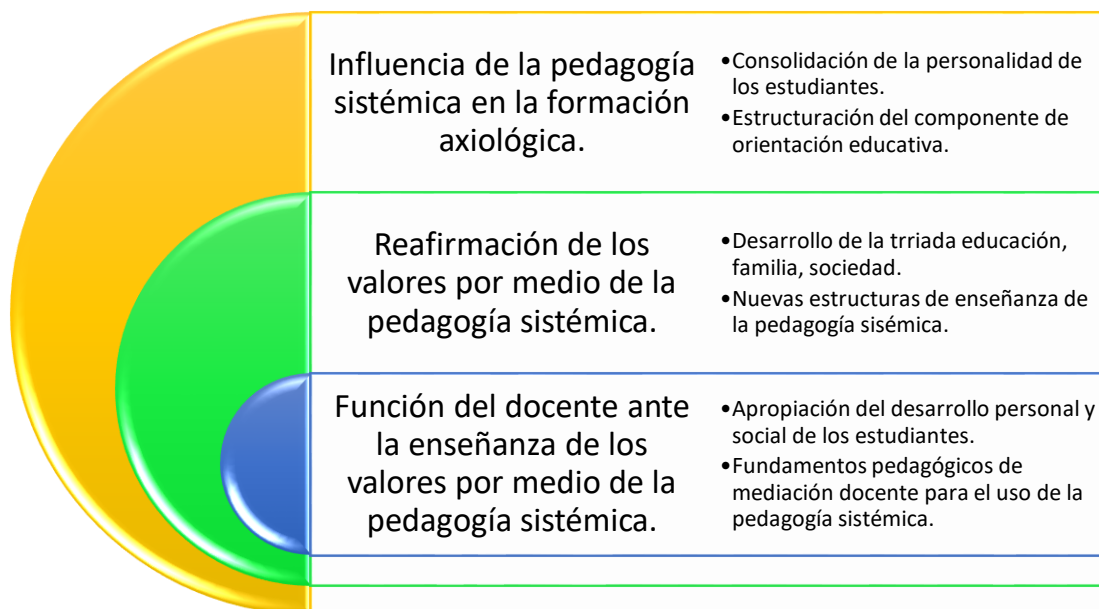 Influencia de la pedagogía
sistémica en la formación
axiológica.
•Consolidación de la personalidad de
los estudiantes.
•Estructuración del componente de
orientación educativa.
Reafirmación de los
valores por medio de la
pedagogía sistémica.
•Desarrollo de la trriada educación,
familia, sociedad.
•Nuevas estructuras de enseñanza de
la pedagogía sisémica.
Función del docente ante
la enseñanza de los
valores por medio de la
pedagogía sistémica.
•Apropiación del desarrollo personal y
social de los estudiantes.
•Fundamentos pedagógicos de
mediación docente para el uso de la
pedagogía sistémica.